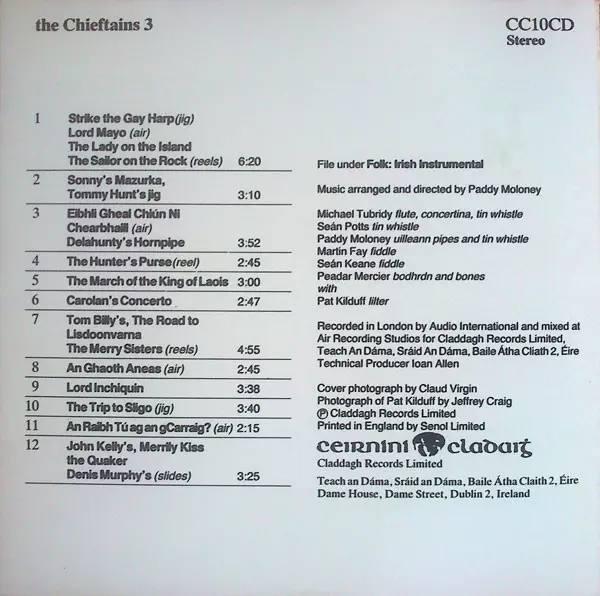 the Chieftains 3
CC10CD
Stereo
1 Strike the Gay Harp(jig)
Lord Mayo (air)
The Lady on the Island
The Sailor on the Rock (reels) 6:20
2 Sonny's Mazurka,
Tommy Hunt's jig 3:10
3 Eibhli Gheal Chiún Ni
Chearbhaill (air)
Delahunty's Hornpipe 3:52
4 The Hunter's Purse(reel) 2:45
5 The March of the King of Laois 3:00
6 Carolan's Concerto 2:47
7 Tom Billy's, The Road to
Lisdoonvarna
The Merry Sisters (reels) 4:55
8 An Ghaoth Aneas (air) 2:45
9 Lord Inchiquin 3:38
10 The Trip to Sligo (jig) 3:40
11 An Raibh Tú ag an gCarraig? (air) 2:15
12 John Kelly's, Merrily Kiss
the Quaker
Denis Murphy's (slides) 3:25
File under Folk: Irish Instrumental
Music arranged and directed by Paddy Moloney
Michael Tubridy flute, concertina, tin whistle
Seán Potts tin whistle
Paddy Moloney uilleann pipes and tin whistle
Martin Fay fiddle
Seán Keane fiddle
Peadar Mercier bodhrdn and bones
with
Pat Kilduff lilter
Recorded in London by Audio International and mixed at
Air Recording Studios for Claddagh Records Limited,
Teach An Dáma, Sráid An Dáma, Baile Átha Cliath 2, Éire
Technical Producer Ioan Allen
Cover photograph by Claud Virgin
Photograph of Pat Kilduff by Jeffrey Craig
℗ Claddagh Records Limited
Printed in England by Senol Limited
ceirníní cladaiġ
Claddagh Records Limited
Teach an Dáma, Sráid an Dáma, Baile Átha Claith 2, Éire
Dame House, Dame Street, Dublin 2, Ireland